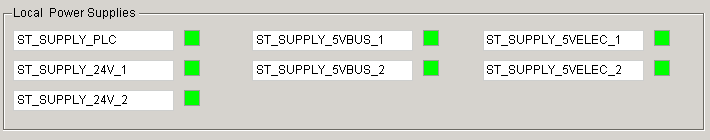 Local Power Supplies
ST_SUPPLY_PLC ST_SUPPLY_5VBUS_1 ST_SUPPLY_5VELEC_1
ST_SUPPLY_24V_1 ST_SUPPLY_5VBUS_2 ST_SUPPLY_5VELEC_2
ST_SUPPLY_24V_2